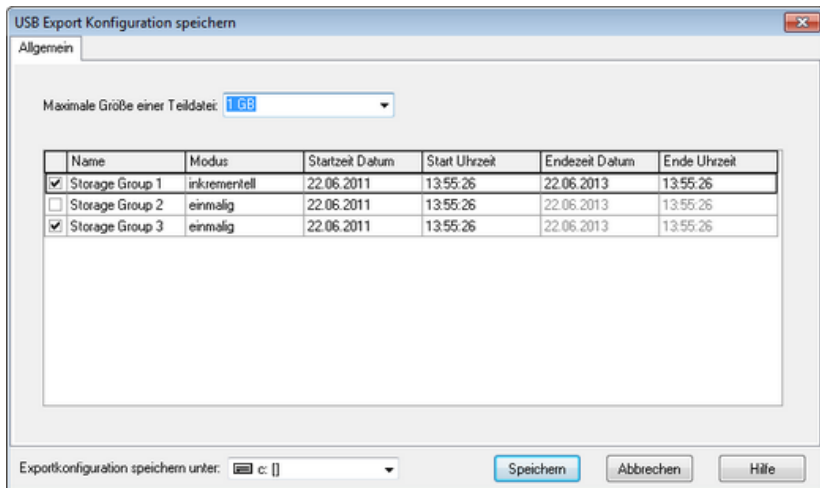 USB Export Konfiguration speichern
Allgemein
Maximale Größe einer Teildatei: 1 GB
Name Modus Startzeit Datum Start Uhrzeit Endezeit Datum Ende Uhrzeit
Storage Group 1 inkrementell 22.06.2011 13:55:26 22.06.2013 13:55:26
Storage Group 2 einmalig 22.06.2011 13:55:26 22.06.2013 13:55:26
Storage Group 3 einmalig 22.06.2011 13:55:26 22.06.2013 13:55:26
Exportkonfiguration speichern unter: c: [] Speichern Abbrechen Hilfe